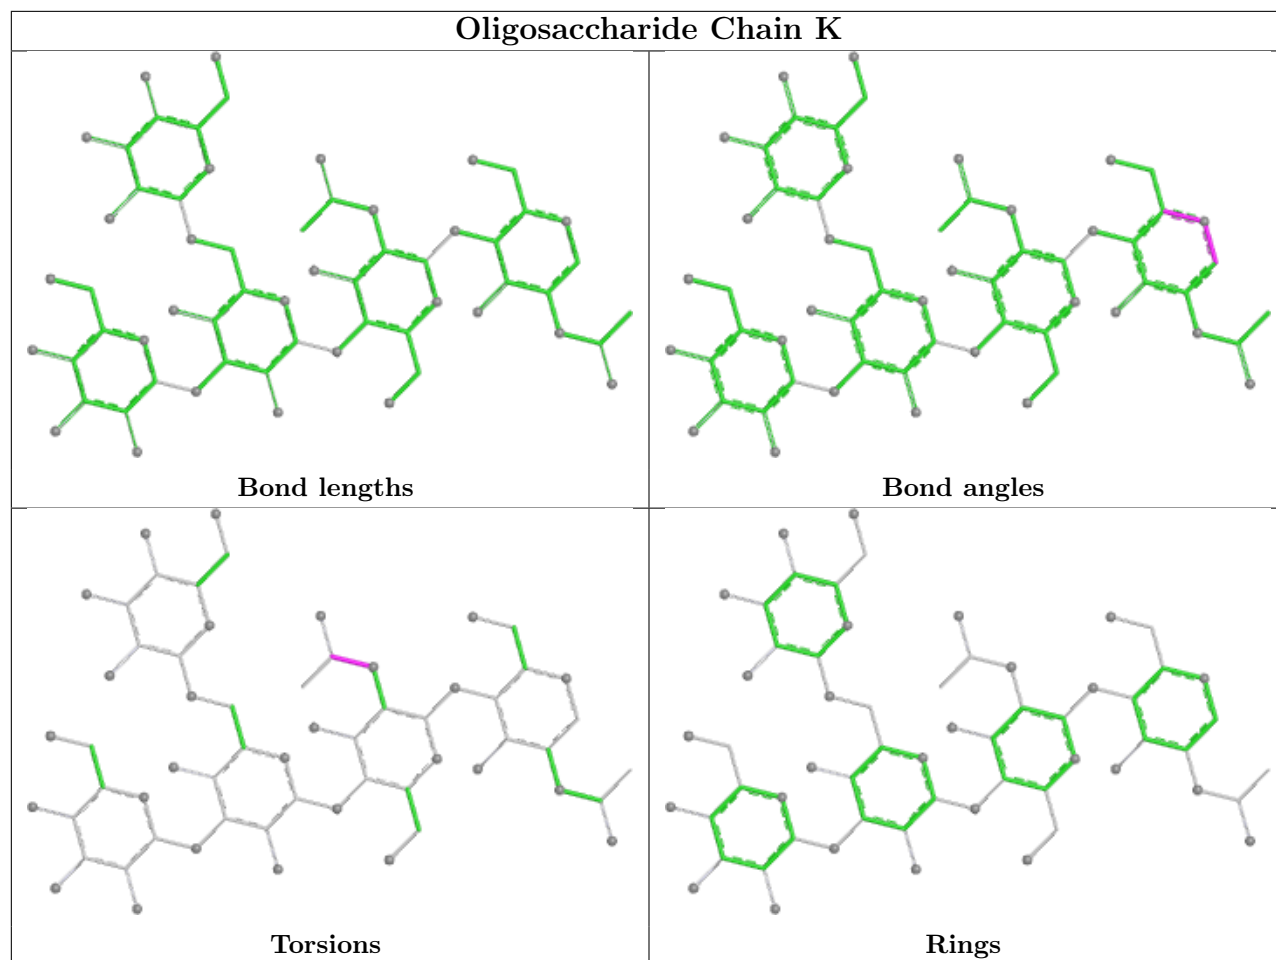 Oligosaccharide Chain K
Bond lengths
Bond angles
Torsions
Rings